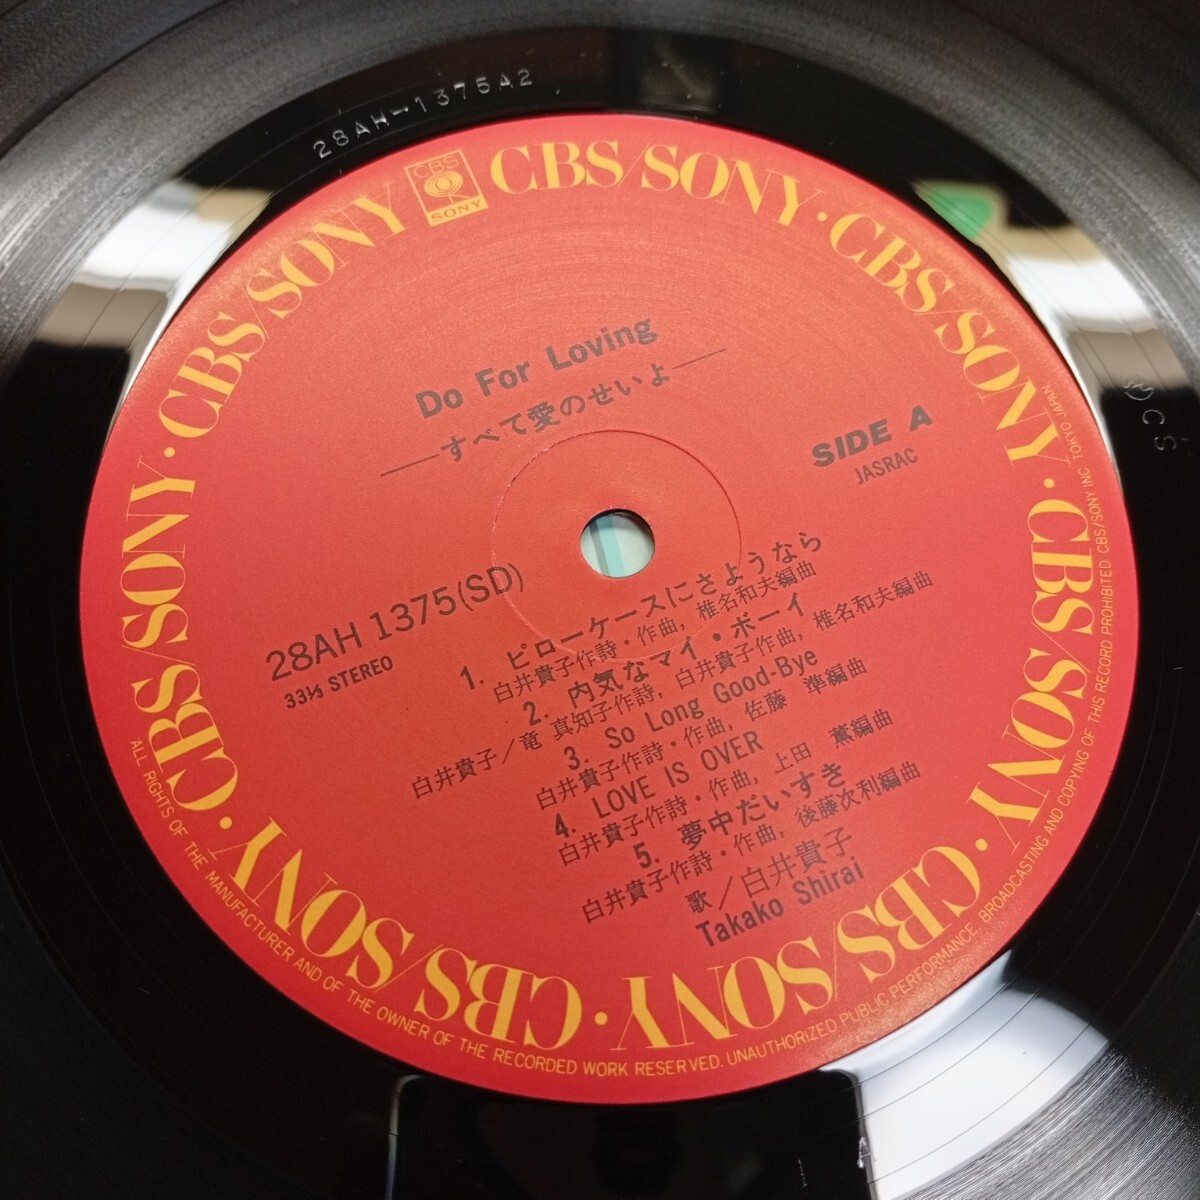 28AH-1375A2
CBS
SONY
CBS/SONY・CBS/SONY・CBS/SONY・CBS/SONY・CBS/SONY・CBS/SONY・CBS/SONY
Do For Loving
——すべて愛のせいよ——
SIDE A
JASRAC
28AH 1375(SD)
33⅓ STEREO
1. ピローケースにさようなら
白井貴子作詩・作曲, 椎名和夫編曲
2. 内気なマイ・ボーイ
白井貴子/竜 真知子作詩, 白井貴子作曲, 椎名和夫編曲
3. So Long Good-Bye
白井貴子作詩・作曲, 佐藤 準編曲
4. LOVE IS OVER
白井貴子作詩・作曲, 上田 薫編曲
5. 夢中だいすき
白井貴子作詩・作曲, 後藤次利編曲
歌/白井貴子
Takako Shirai
ALL RIGHTS OF THE MANUFACTURER AND OF THE OWNER OF THE RECORDED WORK RESERVED. UNAUTHORIZED PUBLIC PERFORMANCE, BROADCASTING AND COPYING OF THIS RECORD PROHIBITED CBS/SONY INC TOKYO JAPAN